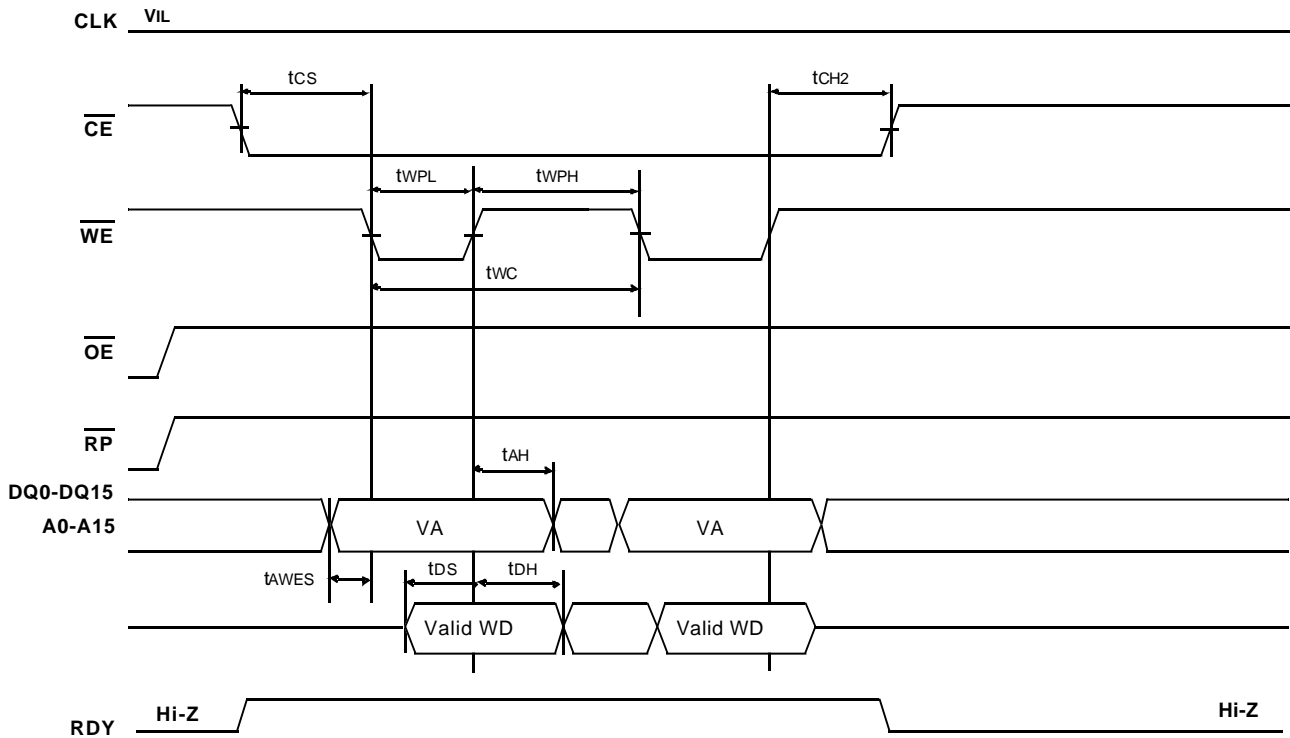 CLK VIL
tCS tCH2
CE
tWPL tWPH
WE
tWC
OE
RP
tAH
DQ0-DQ15
A0-A15 VA VA
tAWES tDS tDH
Valid WD Valid WD
RDY Hi-Z Hi-Z